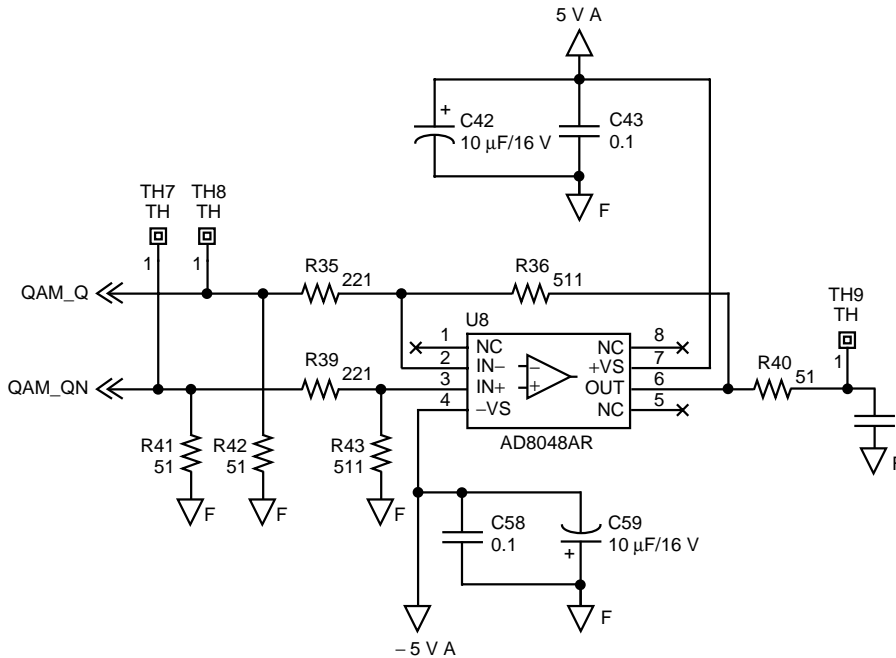 5 V A
+
C42
10 μF/16 V
C43
0.1
F
TH7
TH
1
TH8
TH
1
QAM_Q
R35
221
R36
511
U8
1
NC
2
IN−
3
IN+
4
−VS
NC
8
+VS
7
OUT
6
NC
5
−
+
AD8048AR
QAM_QN
R39
221
TH9
TH
1
R40
51
F
R41
51
F
R42
51
F
R43
511
F
C58
0.1
C59
10 μF/16 V
+
F
−5 V A